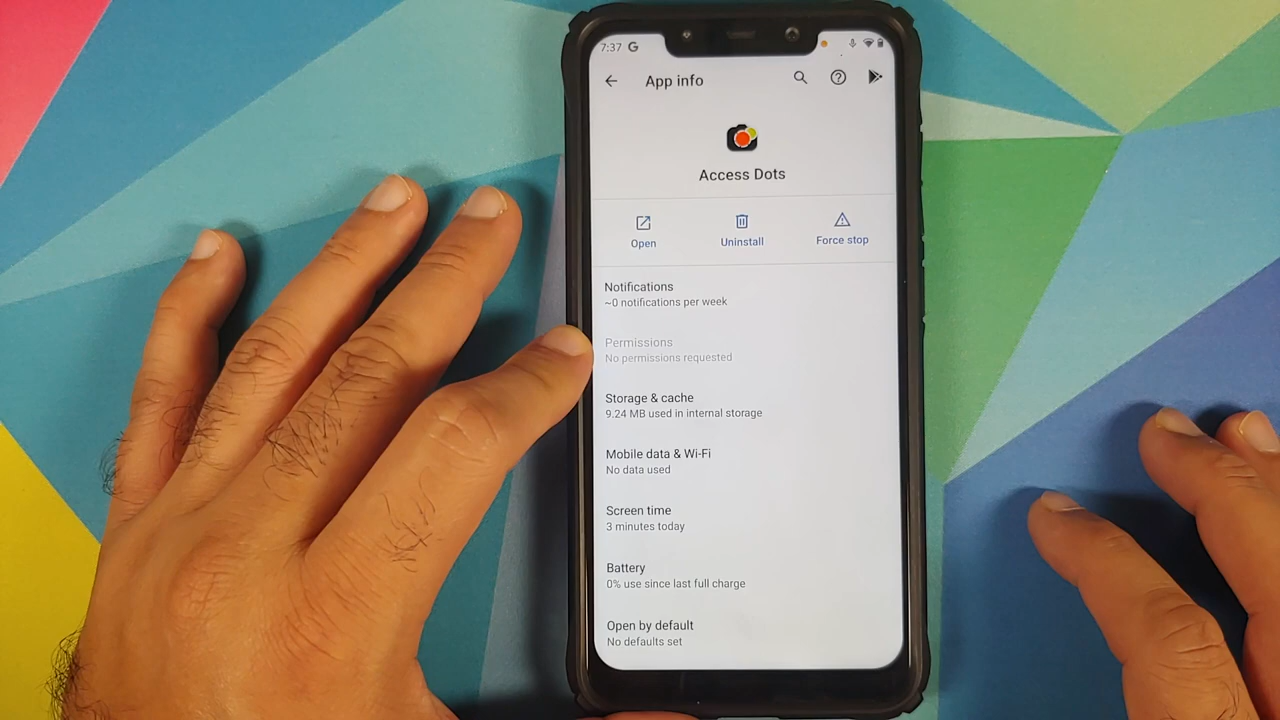 7:37 G
App info
Access Dots
Open
Uninstall
Force stop
Notifications
~0 notifications per week
Permissions
No permissions requested
Storage & cache
9.24 MB used in internal storage
Mobile data & Wi-Fi
No data used
Screen time
3 minutes today
Battery
0% use since last full charge
Open by default
No defaults set